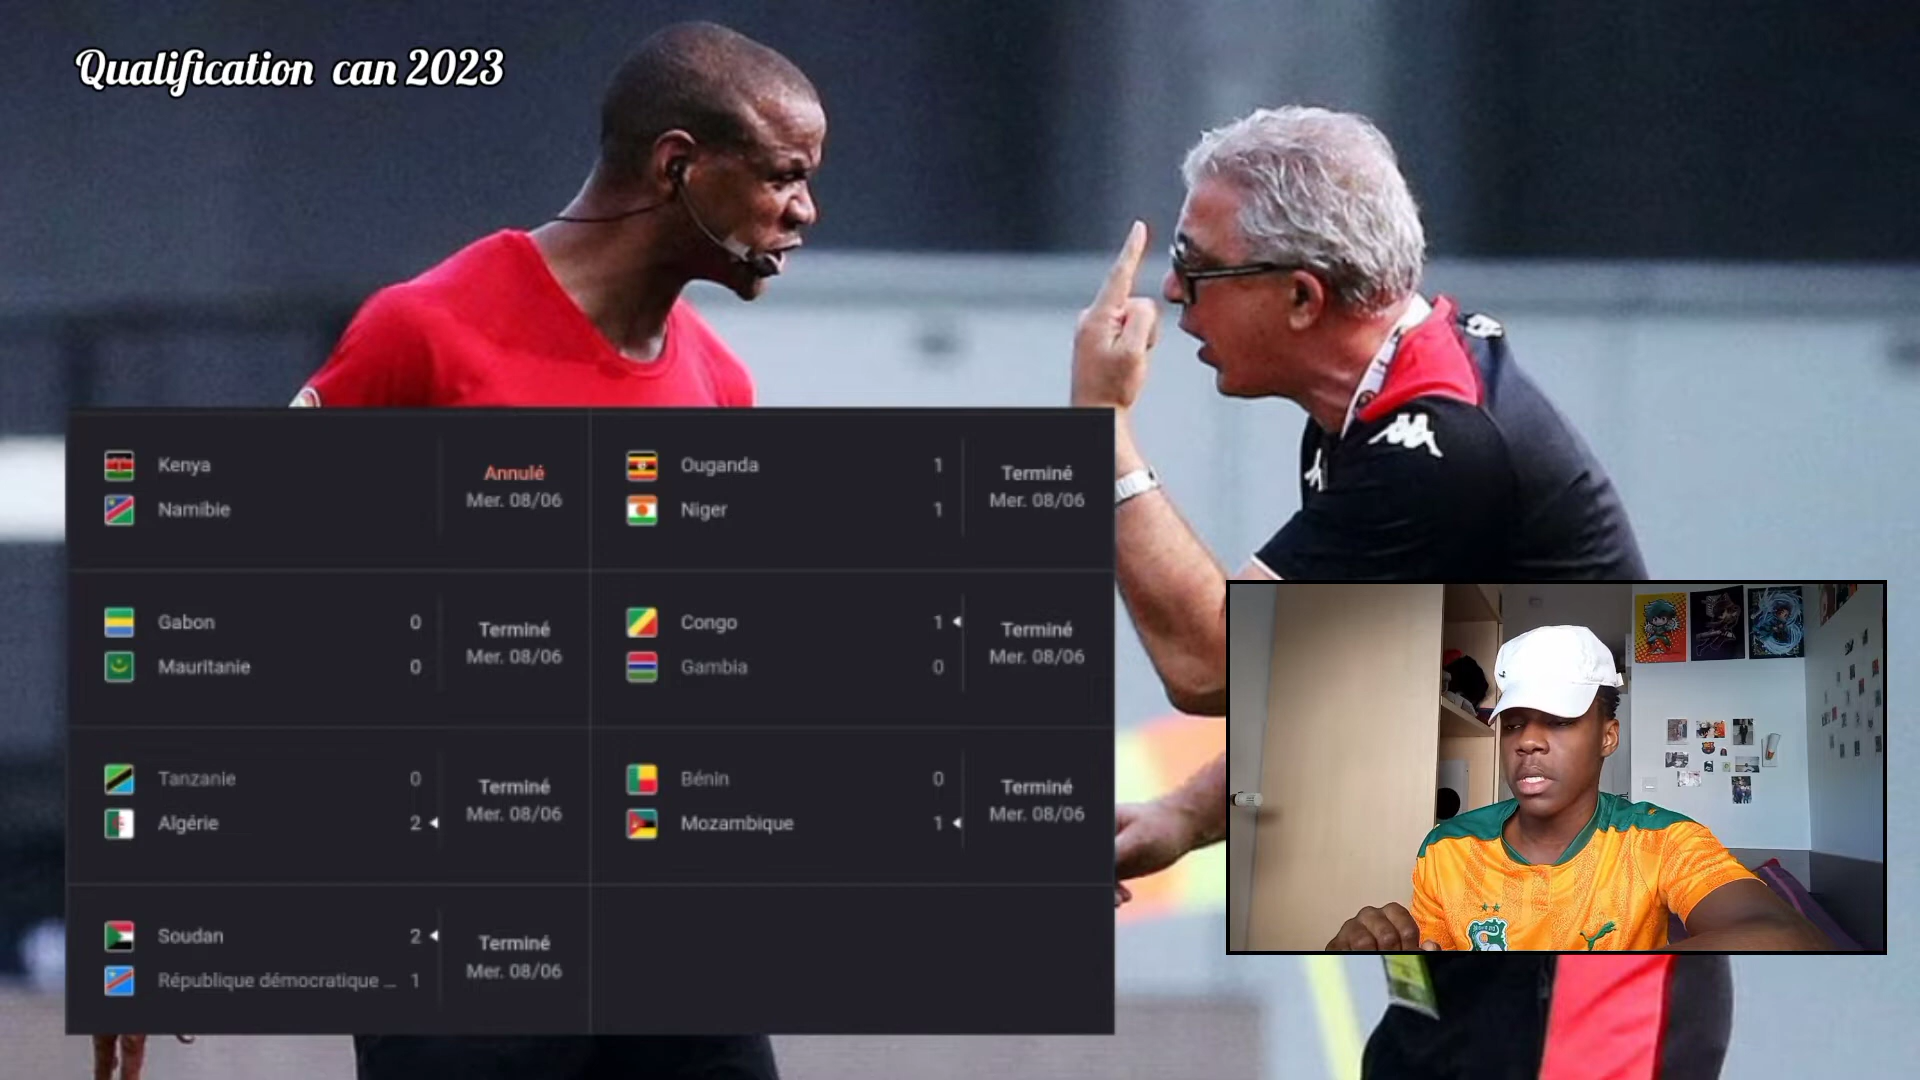 Qualification can 2023
Kenya
Namibie
Annulé
Mer. 08/06
Ouganda 1
Niger 1
Terminé
Mer. 08/06
Gabon 0
Mauritanie 0
Terminé
Mer. 08/06
Congo 1
Gambia 0
Terminé
Mer. 08/06
Tanzanie 0
Algérie 2
Terminé
Mer. 08/06
Bénin 0
Mozambique 1
Terminé
Mer. 08/06
Soudan 2
République démocratique ... 1
Terminé
Mer. 08/06